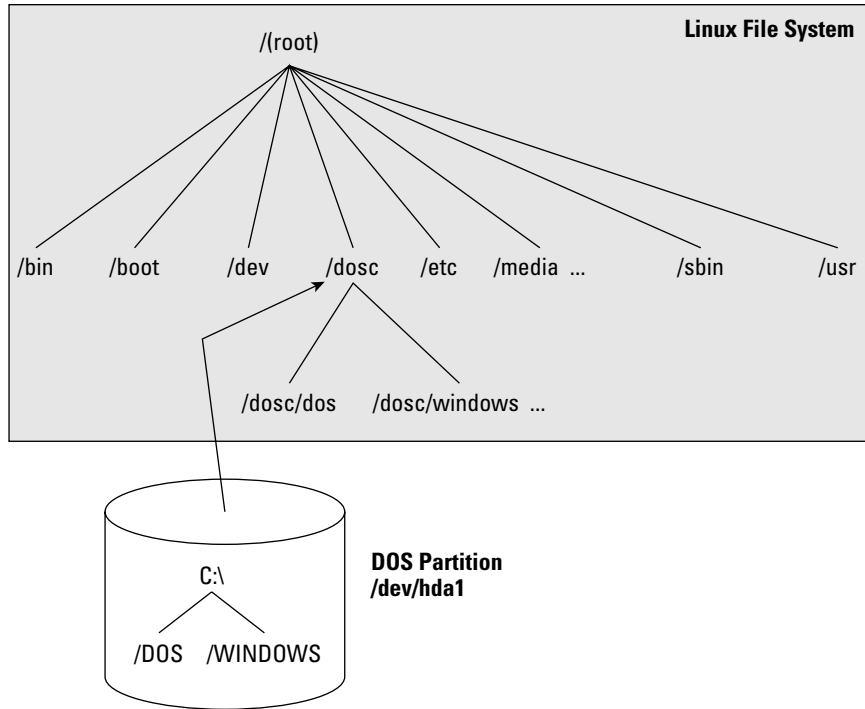 Linux File System
/(root)
/bin /boot /dev /dosc /etc /media ... /sbin /usr
/dosc/dos /dosc/windows ...
DOS Partition
/dev/hda1
C:\
/DOS /WINDOWS